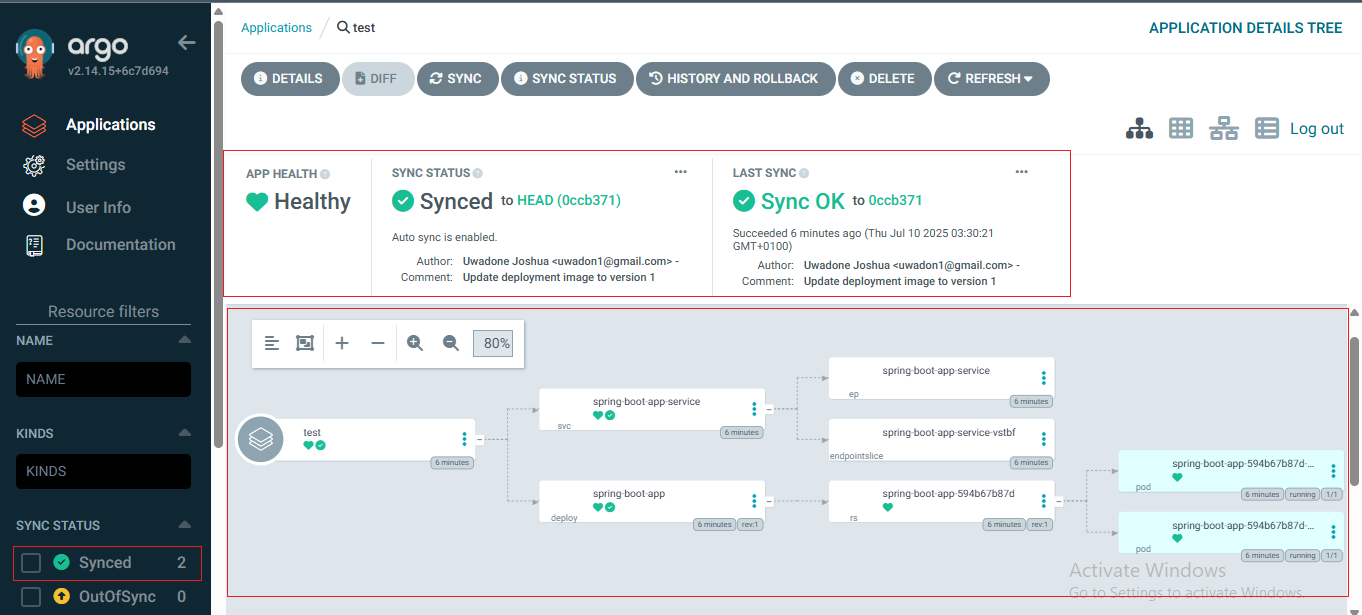 argo
v2.14.15+6c7d694
Applications
Settings
User Info
Documentation
Resource filters
NAME
NAME
KINDS
KINDS
SYNC STATUS
Synced 2
OutOfSync 0
Applications / test
APPLICATION DETAILS TREE
DETAILS
DIFF
SYNC
SYNC STATUS
HISTORY AND ROLLBACK
DELETE
REFRESH
Log out
APP HEALTH
Healthy
SYNC STATUS
Synced to HEAD (0ccb371)
Auto sync is enabled.
Author: Uwadone Joshua <uwadon1@gmail.com> -
Comment: Update deployment image to version 1
LAST SYNC
Sync OK to 0ccb371
Succeeded 6 minutes ago (Thu Jul 10 2025 03:30:21
GMT+0100)
Author: Uwadone Joshua <uwadon1@gmail.com> -
Comment: Update deployment image to version 1
80%
test
6 minutes
spring-boot-app-service
svc
6 minutes
spring-boot-app
deploy
6 minutes rev:1
spring-boot-app-service
ep
6 minutes
spring-boot-app-service-vstbf
endpointslice
6 minutes
spring-boot-app-594b67b87d
rs
6 minutes rev:1
spring-boot-app-594b67b87d-...
pod
6 minutes running 1/1
spring-boot-app-594b67b87d-...
pod
6 minutes running 1/1
Activate Windows
Go to Settings to activate Windows.